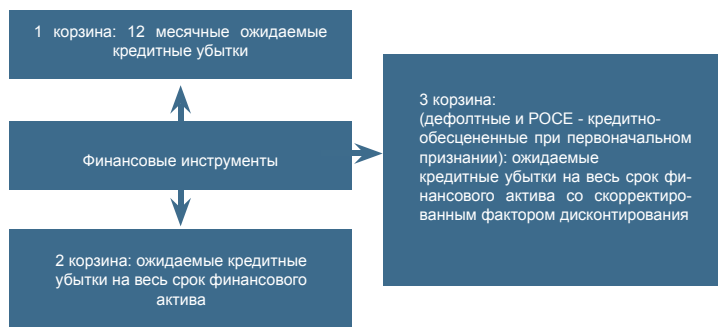 1 корзина: 12 месячные ожидаемые
кредитные убытки
Финансовые инструменты
2 корзина: ожидаемые кредитные
убытки на весь срок финансового
актива
3 корзина:
(дефолтные и POCE - кредитно-
обесцененные при первоначальном
признании): ожидаемые
кредитные убытки на весь срок фи-
нансового актива со скорректиро-
ванным фактором дисконтирования